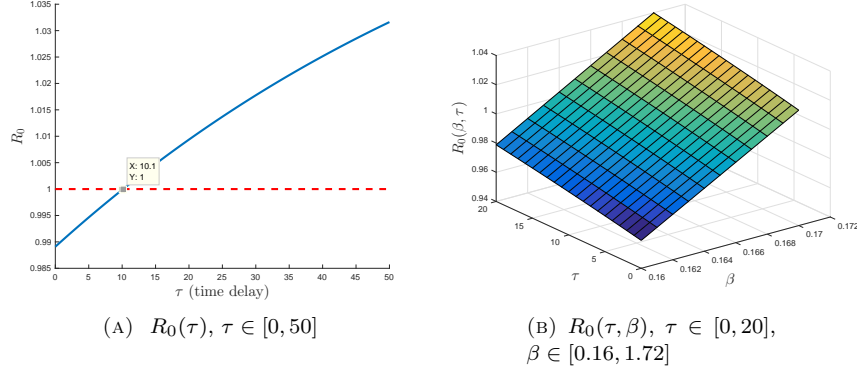 1.035
1.03
1.025
1.02
1.015
1.01
1.005
1
0.995
0.99
0.985
R0
X: 10.1
Y: 1
0 5 10 15 20 25 30 35 40 45 50
τ (time delay)
(A) R0(τ), τ ∈ [0, 50]
1.04
1.02
1
0.98
0.96
0.94
R0(β, τ)
20 15 10 5 0
τ
0.16 0.162 0.164 0.166 0.168 0.17 0.172
β
(B) R0(τ, β), τ ∈ [0, 20],
β ∈ [0.16, 1.72]